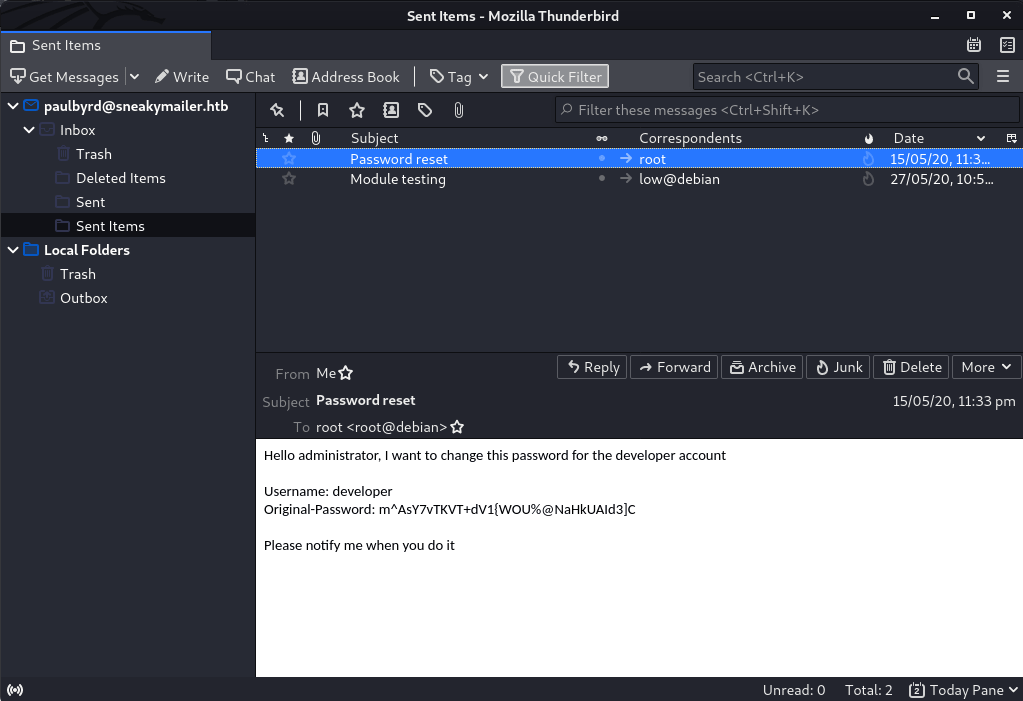 Sent Items - Mozilla Thunderbird
Sent Items
Get Messages Write Chat Address Book Tag Quick Filter Search <Ctrl+K>
paulbyrd@sneakymailer.htb
Inbox
Trash
Deleted Items
Sent
Sent Items
Local Folders
Trash
Outbox
Filter these messages <Ctrl+Shift+K>
Subject Correspondents Date
Password reset root 15/05/20, 11:3...
Module testing low@debian 27/05/20, 10:5...
From Me Reply Forward Archive Junk Delete More
Subject Password reset 15/05/20, 11:33 pm
To root <root@debian>
Hello administrator, I want to change this password for the developer account
Username: developer
Original-Password: m^AsY7vTKVT+dV1{WOU%@NaHkUAId3]C
Please notify me when you do it
Unread: 0 Total: 2 2 Today Pane